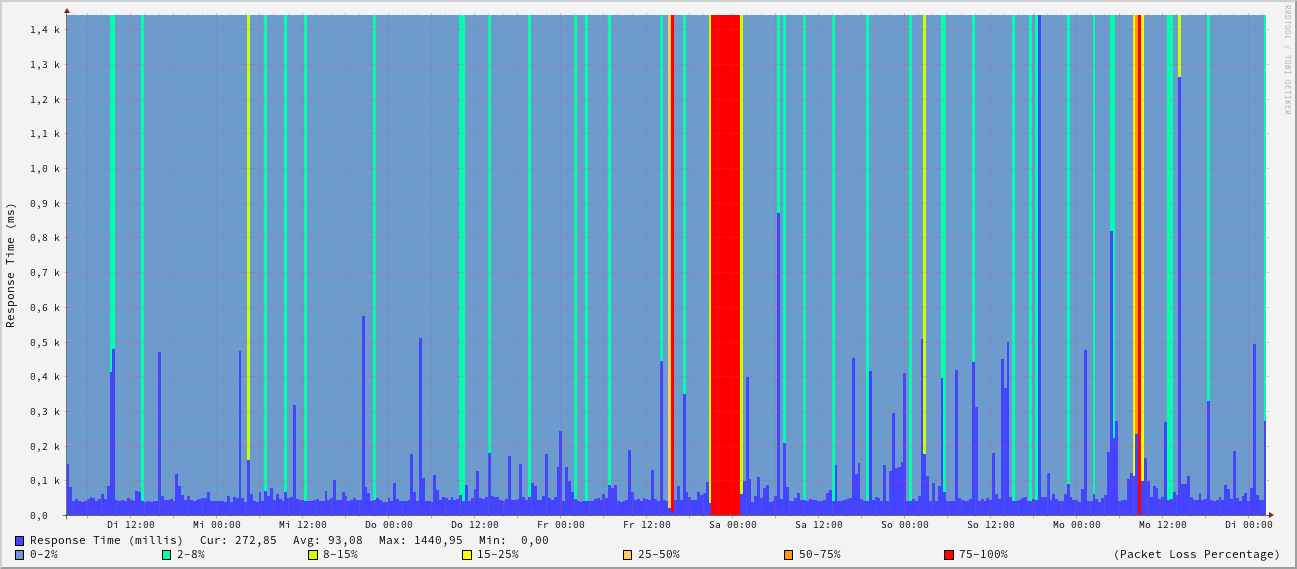 RRDTOOL / TOBI OETIKER
Response Time (ms)
1,4 k
1,3 k
1,2 k
1,1 k
1,0 k
0,9 k
0,8 k
0,7 k
0,6 k
0,5 k
0,4 k
0,3 k
0,2 k
0,1 k
0,0
Di 12:00 Mi 00:00 Mi 12:00 Do 00:00 Do 12:00 Fr 00:00 Fr 12:00 Sa 00:00 Sa 12:00 So 00:00 So 12:00 Mo 00:00 Mo 12:00 Di 00:00
Response Time (millis) Cur: 272,85 Avg: 93,08 Max: 1440,95 Min: 0,00
0-2% 2-8% 8-15% 15-25% 25-50% 50-75% 75-100% (Packet Loss Percentage)